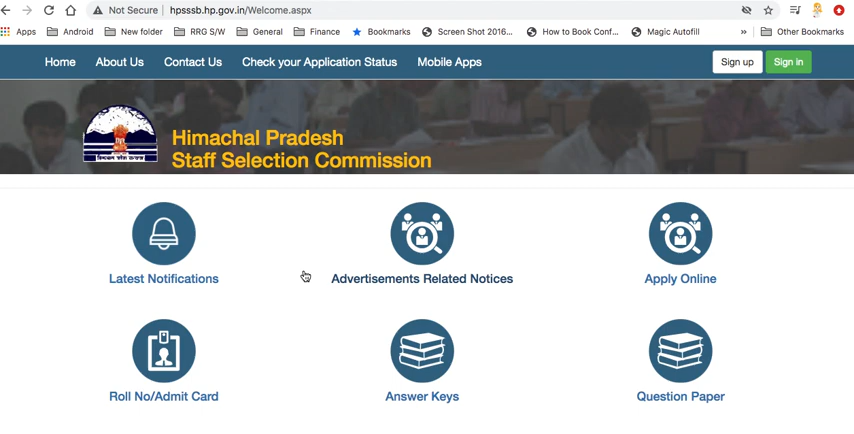 Not Secure | hpsssb.hp.gov.in/Welcome.aspx
Apps Android New folder RRG S/W General Finance Bookmarks Screen Shot 2016... How to Book Conf... Magic Autofill » Other Bookmarks
Home About Us Contact Us Check your Application Status Mobile Apps Sign up Sign in
Himachal Pradesh
Staff Selection Commission
Latest Notifications Advertisements Related Notices Apply Online
Roll No/Admit Card Answer Keys Question Paper